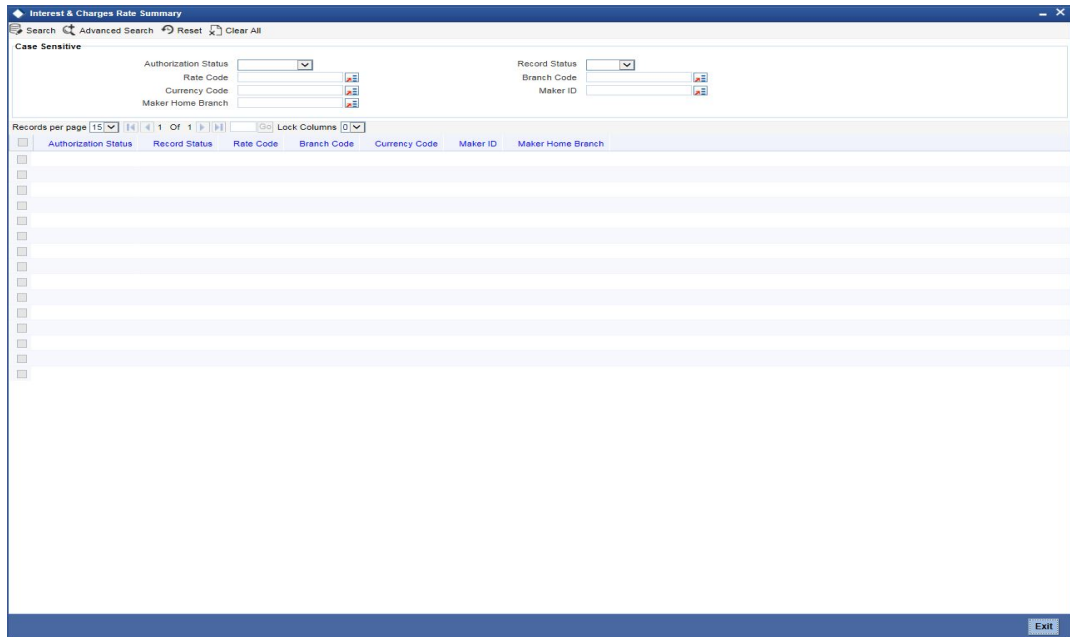 Interest & Charges Rate Summary
Search Advanced Search Reset Clear All
Case Sensitive
Authorization Status Record Status
Rate Code Branch Code
Currency Code Maker ID
Maker Home Branch
Records per page 15 1 Of 1 Go Lock Columns 0
Authorization Status Record Status Rate Code Branch Code Currency Code Maker ID Maker Home Branch
Exit